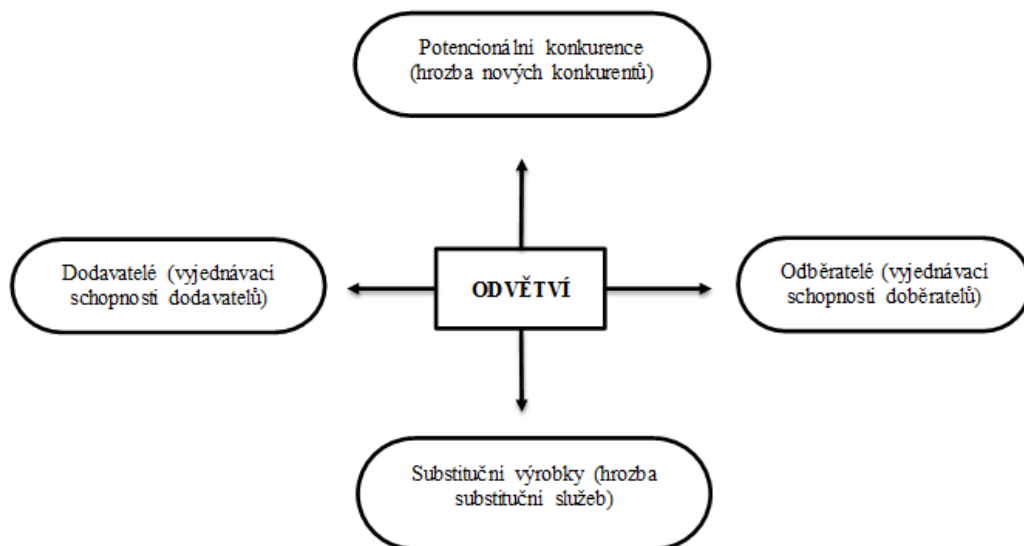 Potencionální konkurence
(hrozba nových konkurentů)
Dodavatelé (vyjednávací
schopnosti dodavatelů)
ODVĚTVÍ
Odběratelé (vyjednávací
schopnosti doběratelů)
Substituční výrobky (hrozba
substituční služeb)